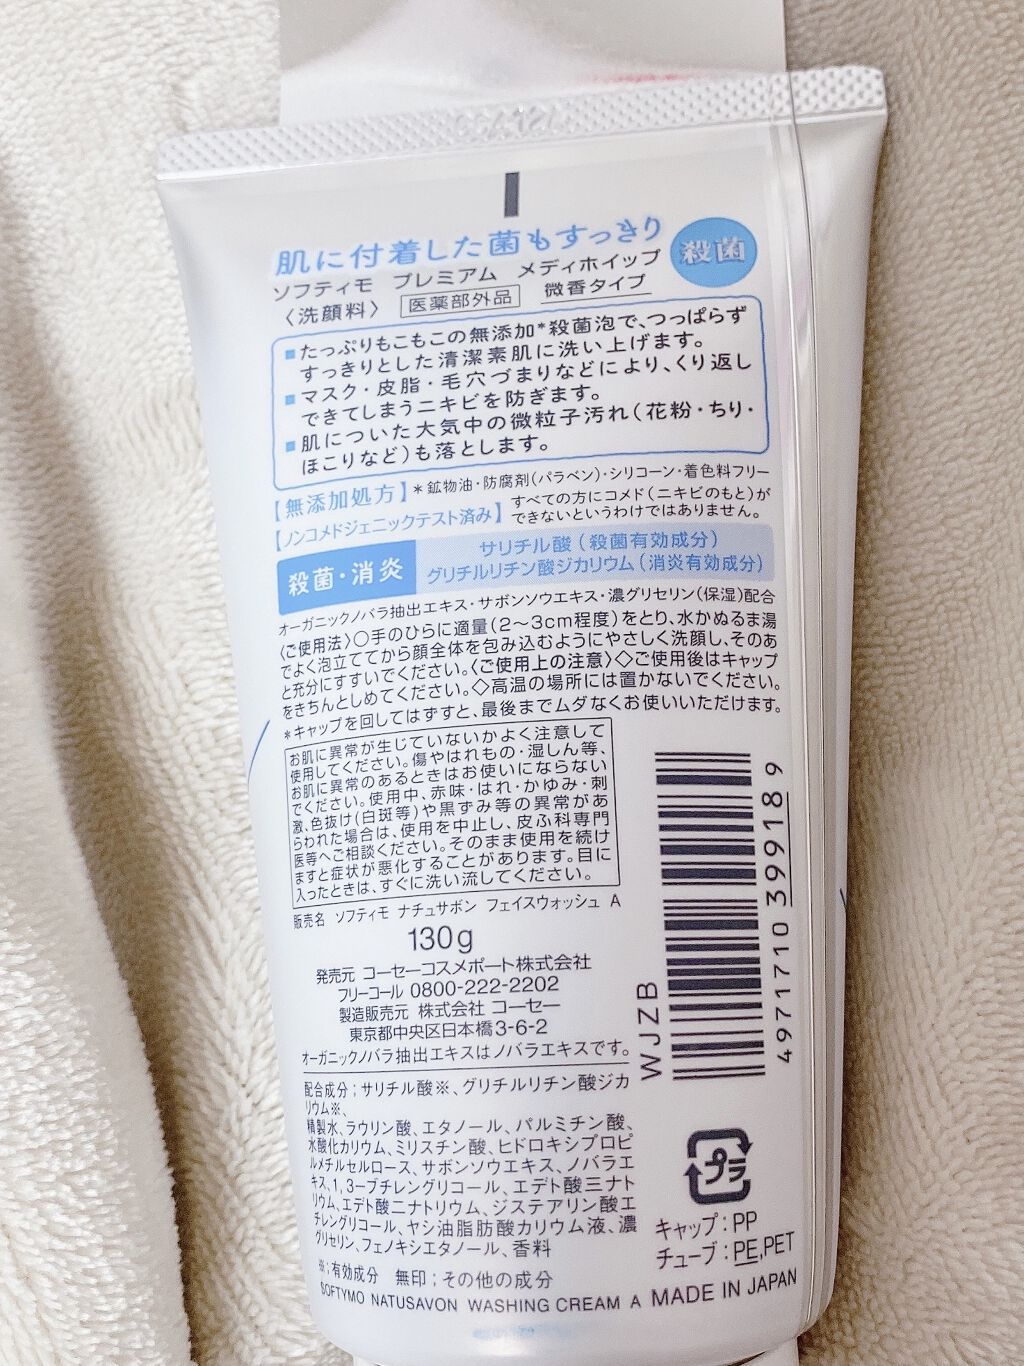 肌に付着した菌もすっきり
殺菌
ソフティモ プレミアム メディホイップ
〈洗顔料〉 医薬部外品 微香タイプ
■たっぷりもこもこの無添加*殺菌泡で、つっぱらず
すっきりとした清潔素肌に洗い上げます。
■マスク・皮脂・毛穴づまりなどにより、くり返し
できてしまうニキビを防ぎます。
■肌についた大気中の微粒子汚れ(花粉・ちり・
ほこりなど)も落とします。
【無添加処方】*鉱物油・防腐剤(パラベン)・シリコーン・着色料フリー
【ノンコメドジェニックテスト済み】すべての方にコメド(ニキビのもと)が
できないというわけではありません。
殺菌・消炎
サリチル酸(殺菌有効成分)
グリチルリチン酸ジカリウム(消炎有効成分)
オーガニックノバラ抽出エキス・サボンソウエキス・濃グリセリン(保湿)配合
〈ご使用法〉○手のひらに適量(2~3cm程度)をとり、水かぬるま湯
でよく泡立ててから顔全体を包み込むようにやさしく洗顔し、そのあ
と充分にすすいでください。〈ご使用上の注意〉◇ご使用後はキャップ
をきちんとしめてください。◇高温の場所には置かないでください。
*キャップを回してはずすと、最後までムダなくお使いいただけます。
お肌に異常が生じていないかよく注意して
使用してください。傷やはれもの・湿しん等、
お肌に異常のあるときはお使いにならない
でください。使用中、赤味・はれ・かゆみ・刺
激、色抜け(白斑等)や黒ずみ等の異常があ
らわれた場合は、使用を中止し、皮ふ科専門
医等へご相談ください。そのまま使用を続け
ますと症状が悪化することがあります。目に
入ったときは、すぐに洗い流してください。
販売名 ソフティモ ナチュサボン フェイスウォッシュ A
130g
発売元 コーセーコスメポート株式会社
フリーコール 0800-222-2202
製造販売元 株式会社 コーセー
東京都中央区日本橋3-6-2
オーガニックノバラ抽出エキスはノバラエキスです。
配合成分;サリチル酸※、グリチルリチン酸ジカ
リウム※、
精製水、ラウリン酸、エタノール、パルミチン酸、
水酸化カリウム、ミリスチン酸、ヒドロキシプロピ
ルメチルセルロース、サボンソウエキス、ノバラエ
キス、1,3-ブチレングリコール、エデト酸三ナト
リウム、エデト酸二ナトリウム、ジステアリン酸エ
チレングリコール、ヤシ油脂肪酸カリウム液、濃
グリセリン、フェノキシエタノール、香料
※;有効成分 無印;その他の成分
SOFTYMO NATUSAVON WASHING CREAM A MADE IN JAPAN
WJZB
4971710 399189
プラ
キャップ:PP
チューブ:PE,PET